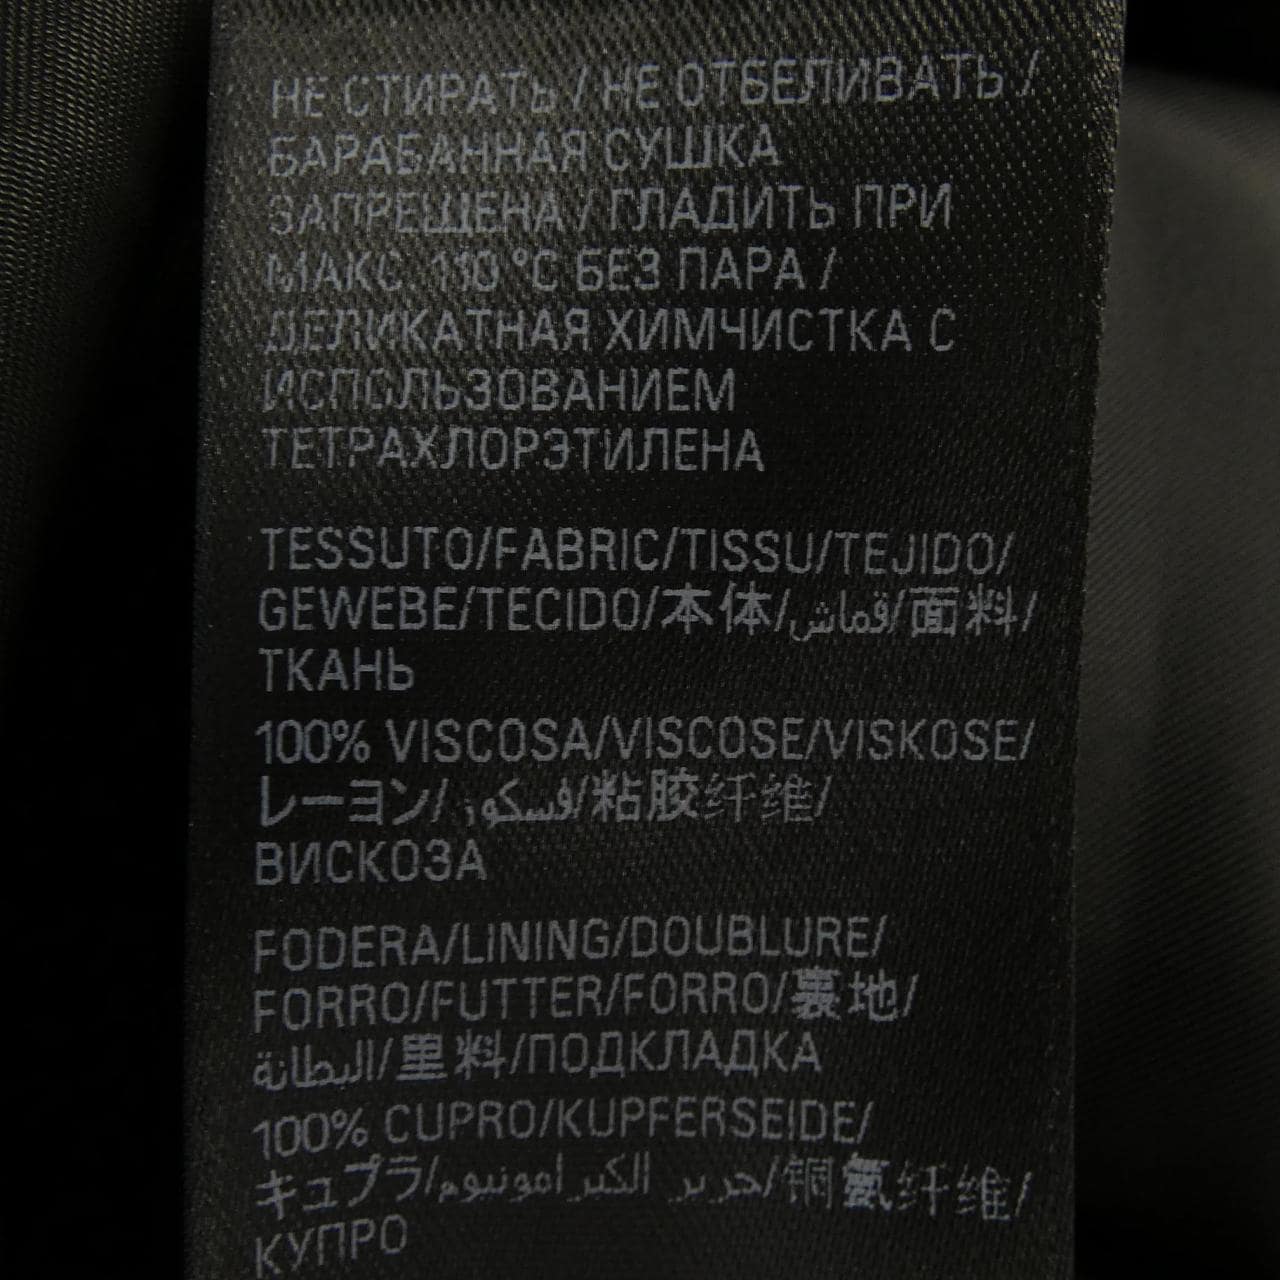 НЕ СТИРАТЬ / НЕ ОТБЕЛИВАТЬ /
БАРАБАННАЯ СУШКА
ЗАПРЕЩЕНА / ГЛАДИТЬ ПРИ
МАКС. 110 °C БЕЗ ПАРА /
ДЕЛИКАТНАЯ ХИМЧИСТКА С
ИСПОЛЬЗОВАНИЕМ
ТЕТРАХЛОРЭТИЛЕНА
TESSUTO/FABRIC/TISSU/TEJIDO/
GEWEBE/TECIDO/本体/قماش/面料/
ТКАНЬ
100% VISCOSA/VISCOSE/VISKOSE/
レーヨン/فسكوز/粘胶纤维/
ВИСКОЗА
FODERA/LINING/DOUBLURE/
FORRO/FUTTER/FORRO/裏地/
البطانة/里料/ПОДКЛАДКА
100% CUPRO/KUPFERSEIDE/
キュプラ/حرير الكبر امونيوم/铜氨纤维/
КУПРО